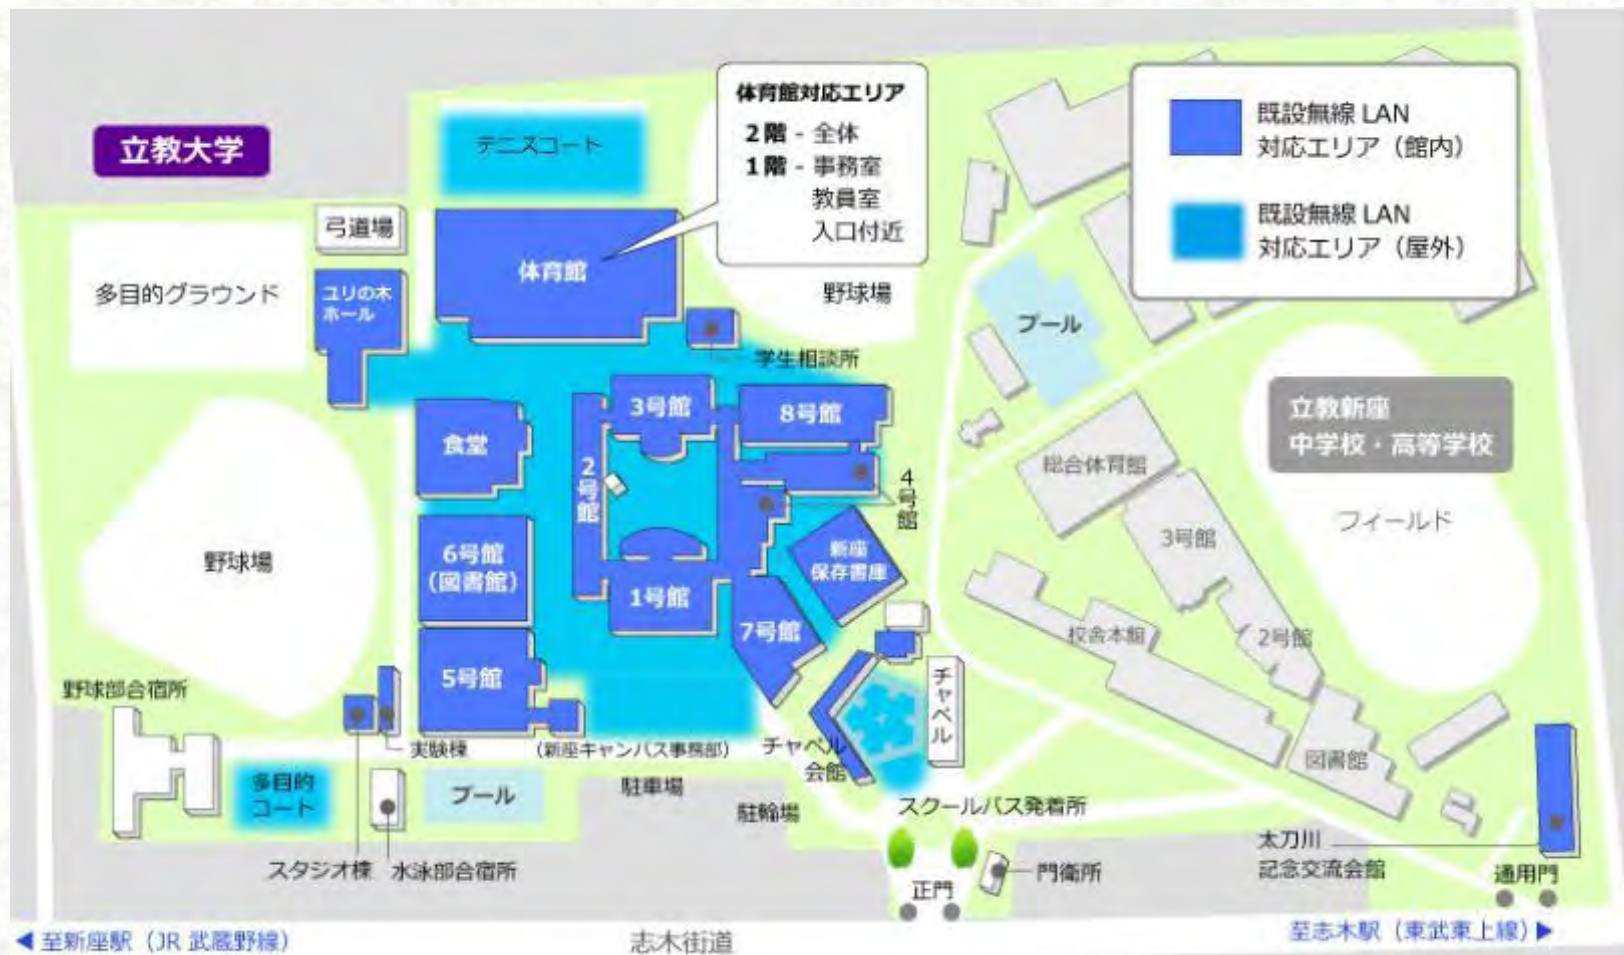 立教大学
テニスコート
体育館対応エリア
2階 - 全体
1階 - 事務室
教員室
入口付近
既設無線 LAN
対応エリア（館内）
既設無線 LAN
対応エリア（屋外）
弓道場
多目的グラウンド
ユリの木
ホール
体育館
野球場
プール
学生相談所
立教新座
中学校・高等学校
3号館
8号館
食堂
2号館
4号館
総合体育館
3号館
フィールド
野球場
6号館
（図書館）
新座
保存書庫
1号館
7号館
校舎本館
2号館
5号館
チャペル
野球部合宿所
実験棟
（新座キャンパス事務部）
チャペル
会館
図書館
多目的
コート
プール
駐車場
駐輪場
スクールバス発着所
太刀川
記念交流会館
スタジオ棟
水泳部合宿所
正門
門衛所
通用門
◀ 至新座駅（JR 武蔵野線）
志木街道
至志木駅（東武東上線）▶